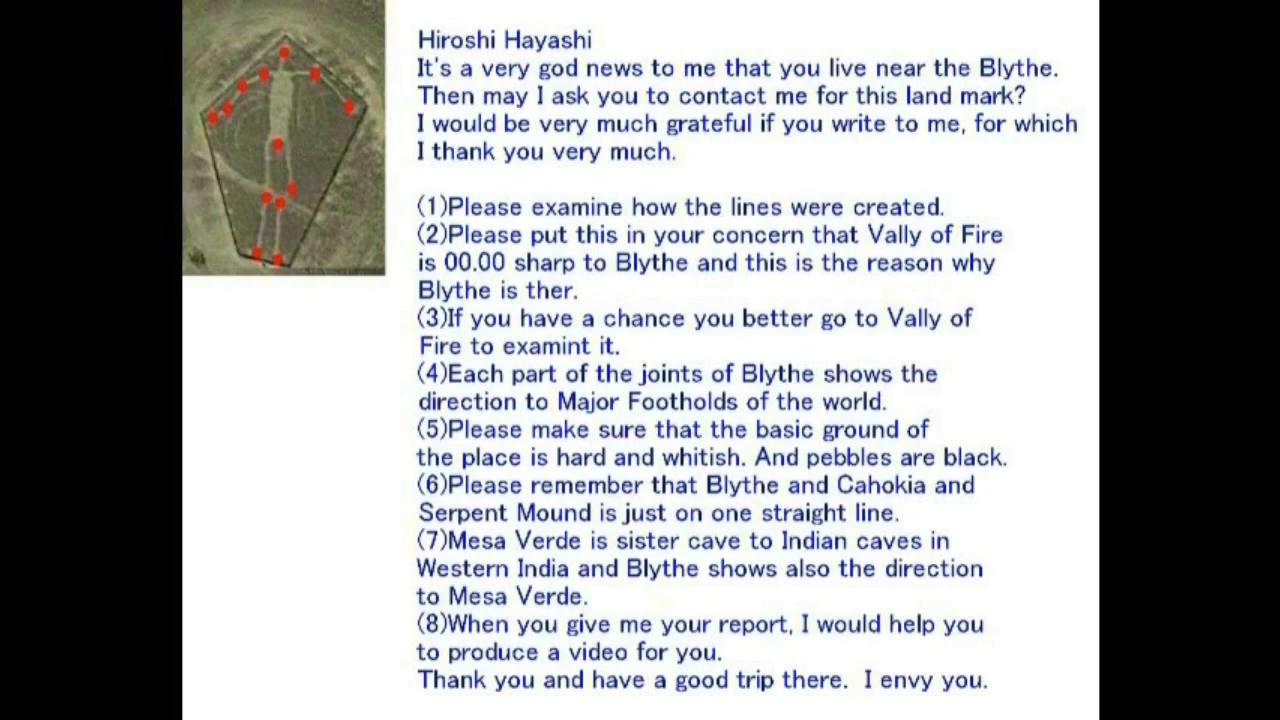 Hiroshi Hayashi
It's a very god news to me that you live near the Blythe.
Then may I ask you to contact me for this land mark?
I would be very much grateful if you write to me, for which
I thank you very much.
(1)Please examine how the lines were created.
(2)Please put this in your concern that Vally of Fire
is 00.00 sharp to Blythe and this is the reason why
Blythe is ther.
(3)If you have a chance you better go to Vally of
Fire to examint it.
(4)Each part of the joints of Blythe shows the
direction to Major Footholds of the world.
(5)Please make sure that the basic ground of
the place is hard and whitish. And pebbles are black.
(6)Please remember that Blythe and Cahokia and
Serpent Mound is just on one straight line.
(7)Mesa Verde is sister cave to Indian caves in
Western India and Blythe shows also the direction
to Mesa Verde.
(8)When you give me your report, I would help you
to produce a video for you.
Thank you and have a good trip there. I envy you.